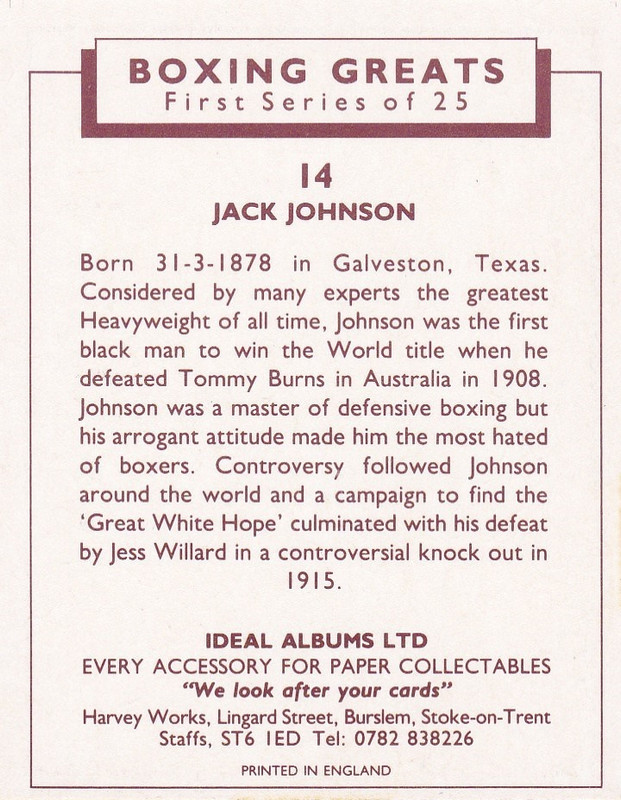 BOXING GREATS
First Series of 25
14
JACK JOHNSON
Born 31-3-1878 in Galveston, Texas.
Considered by many experts the greatest
Heavyweight of all time, Johnson was the first
black man to win the World title when he
defeated Tommy Burns in Australia in 1908.
Johnson was a master of defensive boxing but
his arrogant attitude made him the most hated
of boxers. Controversy followed Johnson
around the world and a campaign to find the
‘Great White Hope’ culminated with his defeat
by Jess Willard in a controversial knock out in
1915.
IDEAL ALBUMS LTD
EVERY ACCESSORY FOR PAPER COLLECTABLES
“We look after your cards”
Harvey Works, Lingard Street, Burslem, Stoke-on-Trent
Staffs, ST6 1ED Tel: 0782 838226
PRINTED IN ENGLAND